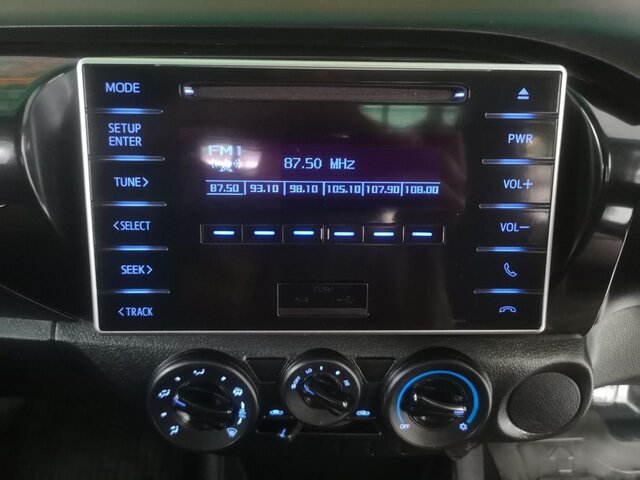 MODE
SETUP
ENTER
TUNE>
<SELECT
SEEK>
<TRACK
FM1
87.50 MHz
87.50 93.10 98.10 105.10 107.90 108.00
PWR
VOL+
VOL-
OFF